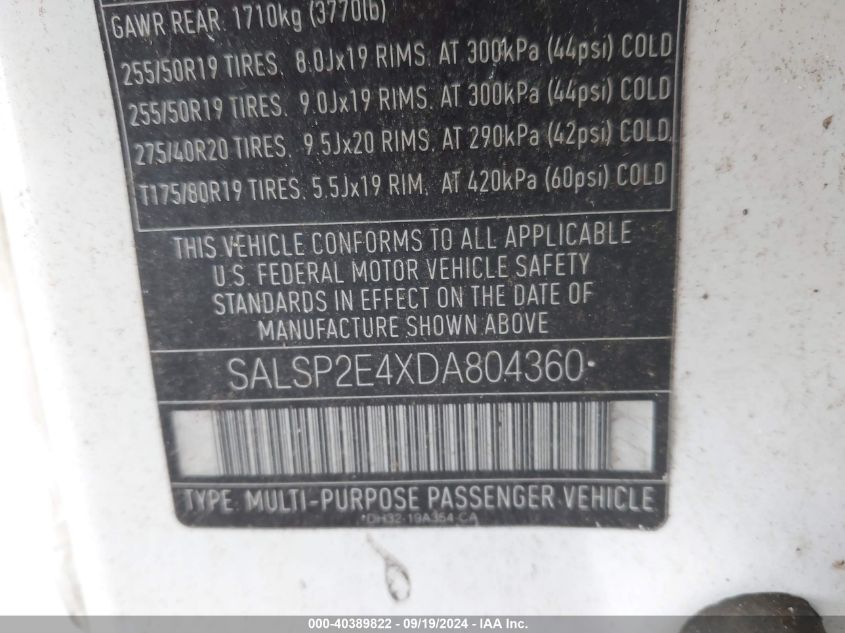 GAWR REAR 1710kg (3770lb)
255/50R19 TIRES. 8.0Jx19 RIMS. AT 300kPa (44psi) COLD
255/50R19 TIRES. 9.0Jx19 RIMS. AT 300kPa (44psi) COLD
275/40R20 TIRES. 9.5Jx20 RIMS. AT 290kPa (42psi) COLD
T175/80R19 TIRES. 5.5Jx19 RIM. AT 420kPa (60psi) COLD
THIS VEHICLE CONFORMS TO ALL APPLICABLE
U.S. FEDERAL MOTOR VEHICLE SAFETY
STANDARDS IN EFFECT ON THE DATE OF
MANUFACTURE SHOWN ABOVE
SALSP2E4XDA804360
TYPE: MULTI-PURPOSE PASSENGER VEHICLE
*DH32-19A354-CA
000-40389822 - 09/19/2024 - IAA Inc.